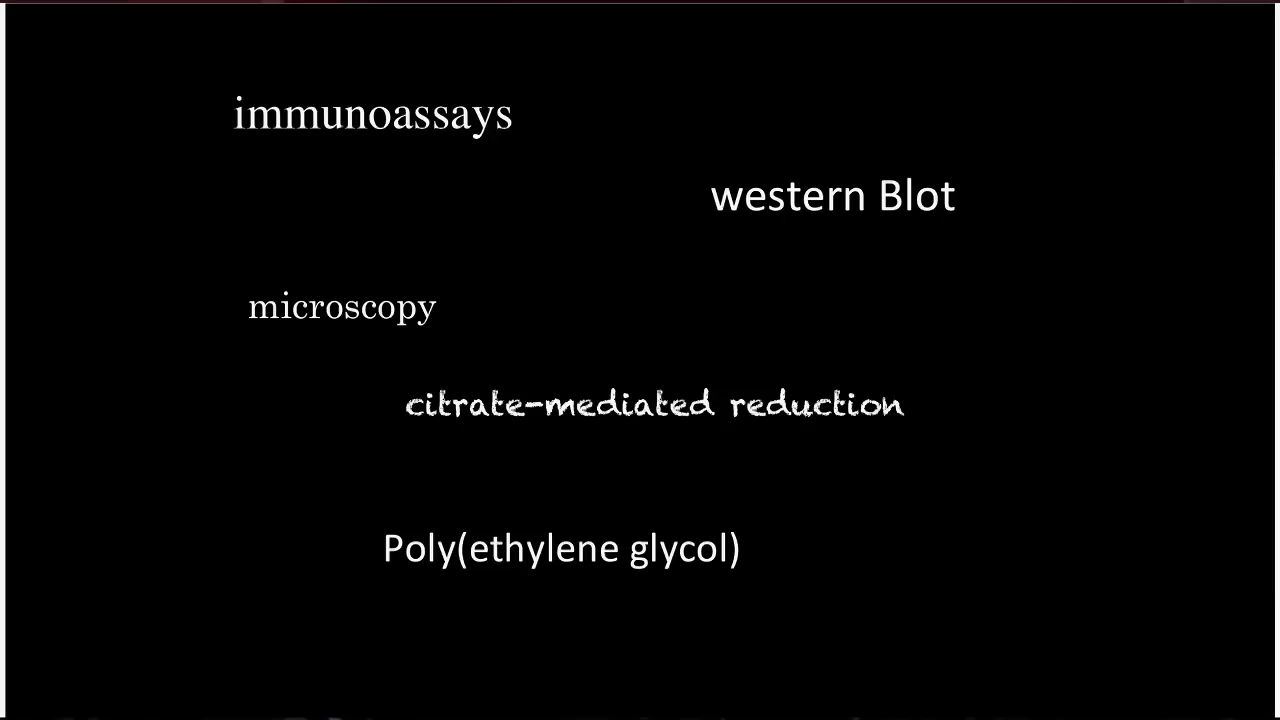 immunoassays
western Blot
microscopy
citrate-mediated reduction
Poly(ethylene glycol)